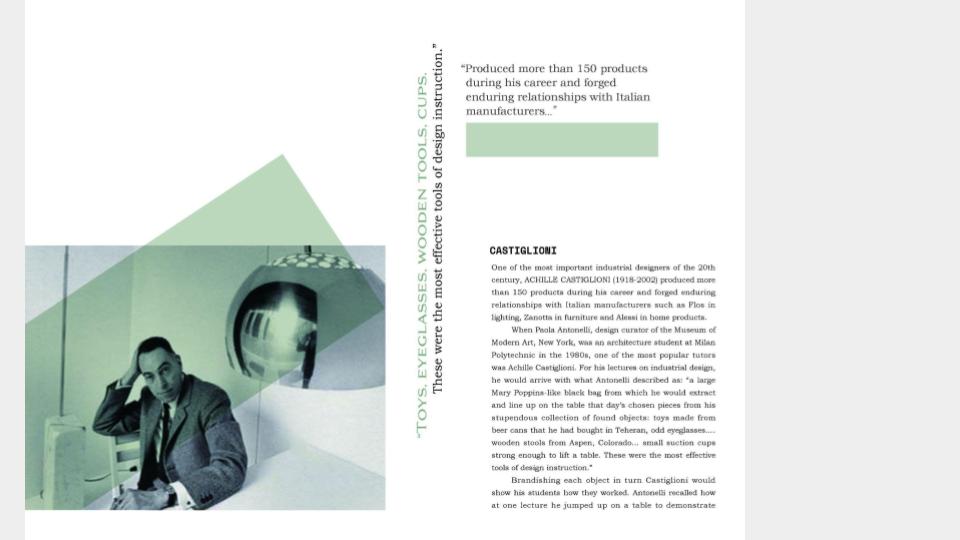 “TOYS, EYEGLASSES, WOODEN TOOLS, CUPS,
These were the most effective tools of design instruction.”
“Produced more than 150 products
during his career and forged
enduring relationships with Italian
manufacturers...”
CASTIGLIONI
One of the most important industrial designers of the 20th
century, ACHILLE CASTIGLIONI (1918-2002) produced more
than 150 products during his career and forged enduring
relationships with Italian manufacturers such as Flos in
lighting, Zanotta in furniture and Alessi in home products.
When Paola Antonelli, design curator of the Museum of
Modern Art, New York, was an architecture student at Milan
Polytechnic in the 1980s, one of the most popular tutors
was Achille Castiglioni. For his lectures on industrial design,
he would arrive with what Antonelli described as: “a large
Mary Poppins-like black bag from which he would extract
and line up on the table that day’s chosen pieces from his
stupendous collection of found objects: toys made from
beer cans that he had bought in Teheran, odd eyeglasses....
wooden stools from Aspen, Colorado... small suction cups
strong enough to lift a table. These were the most effective
tools of design instruction.”
Brandishing each object in turn Castiglioni would
show his students how they worked. Antonelli recalled how
at one lecture he jumped up on a table to demonstrate